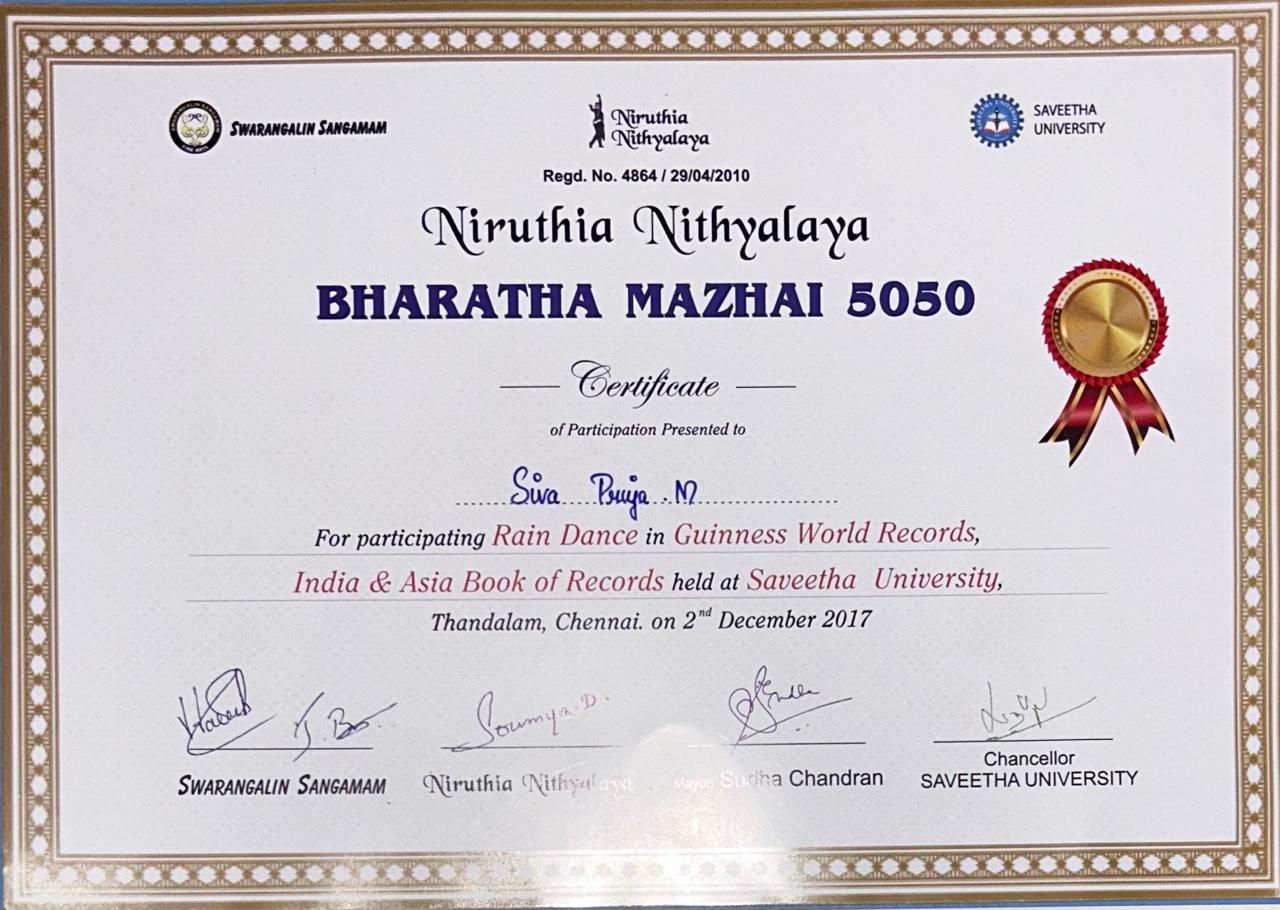 SWARANGALIN SANGAMAM
Niruthia
Nithyalaya
SAVEETHA
UNIVERSITY
Regd. No. 4864 / 29/04/2010
Niruthia Nithyalaya
BHARATHA MAZHAI 5050
Certificate
of Participation Presented to
Siva Priya . M
For participating Rain Dance in Guinness World Records,
India & Asia Book of Records held at Saveetha University,
Thandalam, Chennai. on 2nd December 2017
Soumya.D.
SWARANGALIN SANGAMAM
Niruthia Nithyalaya
Mayuri Sudha Chandran
Chancellor
SAVEETHA UNIVERSITY